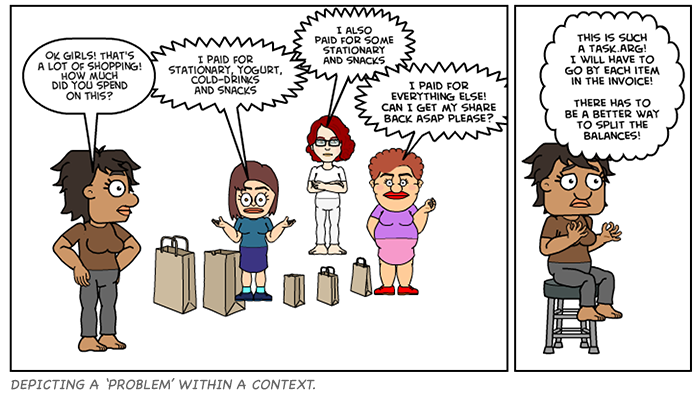 OK GIRLS! THAT'S
A LOT OF SHOPPING!
HOW MUCH
DID YOU SPEND
ON THIS?
I PAID FOR
STATIONARY, YOGURT,
COLD-DRINKS
AND SNACKS
I ALSO
PAID FOR SOME
STATIONARY
AND SNACKS
I PAID FOR
EVERYTHING ELSE!
CAN I GET MY SHARE
BACK ASAP PLEASE?
THIS IS SUCH
A TASK.ARG!
I WILL HAVE TO
GO BY EACH ITEM
IN THE INVOICE!
THERE HAS TO
BE A BETTER WAY
TO SPLIT THE
BALANCES!
DEPICTING A 'PROBLEM' WITHIN A CONTEXT.